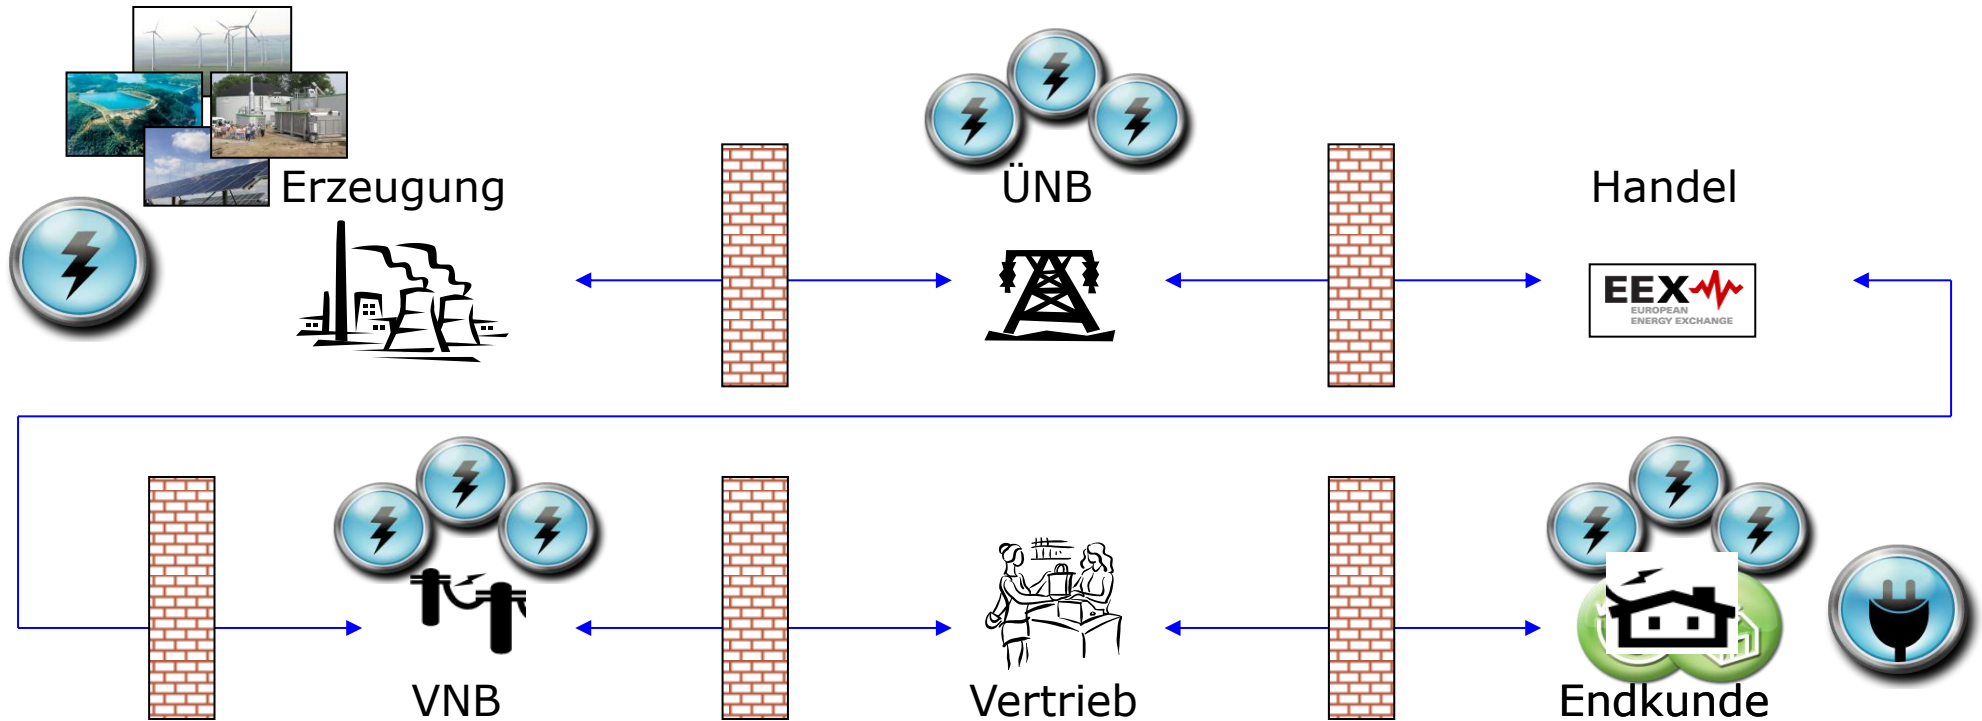 Erzeugung
ÜNB
Handel
EEX
EUROPEAN
ENERGY EXCHANGE
VNB
Vertrieb
Endkunde